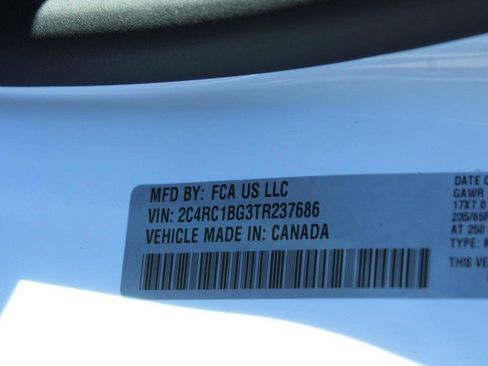 MFD BY: FCA US LLC
VIN: 2C4RC1BG3TR237686
VEHICLE MADE IN: CANADA
DATE O
GAWR
17X7.0
235/65R
AT 250
TYPE: M
THIS VE